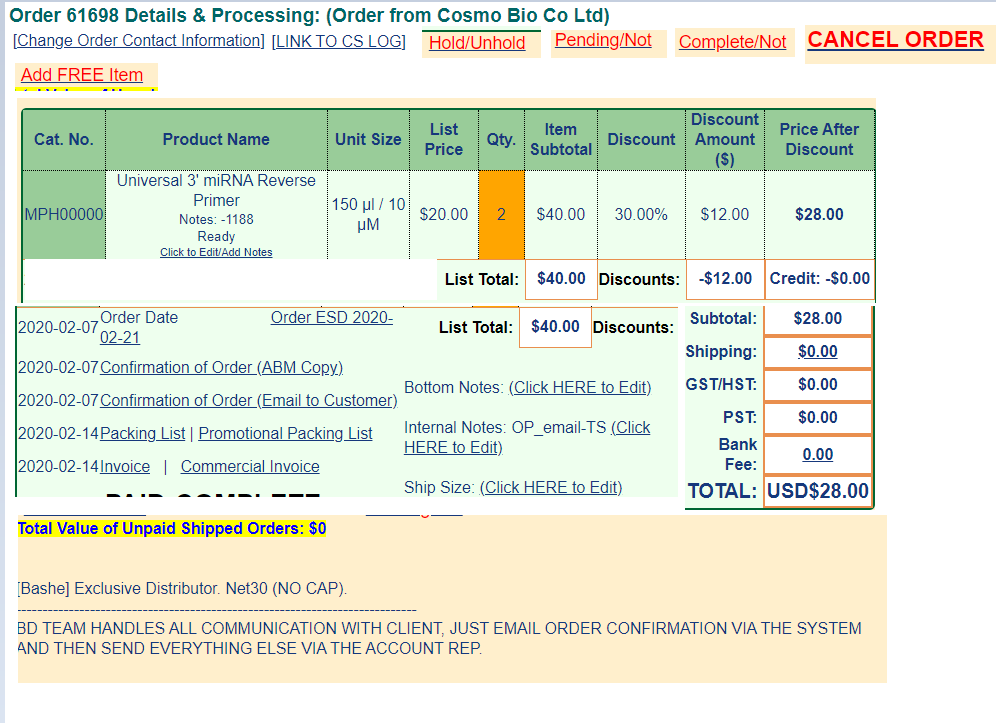 Order 61698 Details & Processing: (Order from Cosmo Bio Co Ltd)
[Change Order Contact Information] [LINK TO CS LOG] Hold/Unhold Pending/Not Complete/Not CANCEL ORDER
Add FREE Item
Cat. No. Product Name Unit Size List Price Qty. Item Subtotal Discount Discount Amount ($) Price After Discount
MPH00000 Universal 3' miRNA Reverse Primer 150 µl / 10 µM $20.00 2 $40.00 30.00% $12.00 $28.00
Notes: -1188
Ready
Click to Edit/Add Notes
List Total: $40.00 Discounts: -$12.00 Credit: -$0.00
2020-02-07 Order Date Order ESD 2020-02-21
List Total: $40.00 Discounts:
Subtotal: $28.00
2020-02-07 Confirmation of Order (ABM Copy)
2020-02-07 Confirmation of Order (Email to Customer)
2020-02-14 Packing List | Promotional Packing List
2020-02-14 Invoice | Commercial Invoice
Bottom Notes: (Click HERE to Edit)
Internal Notes: OP_email-TS (Click
HERE to Edit)
Ship Size: (Click HERE to Edit)
Shipping: $0.00
GST/HST: $0.00
PST: $0.00
Bank Fee: 0.00
TOTAL: USD$28.00
Total Value of Unpaid Shipped Orders: $0
[Bashe] Exclusive Distributor. Net30 (NO CAP).
--------------------------------------------------------------------------------
BD TEAM HANDLES ALL COMMUNICATION WITH CLIENT, JUST EMAIL ORDER CONFIRMATION VIA THE SYSTEM
AND THEN SEND EVERYTHING ELSE VIA THE ACCOUNT REP.